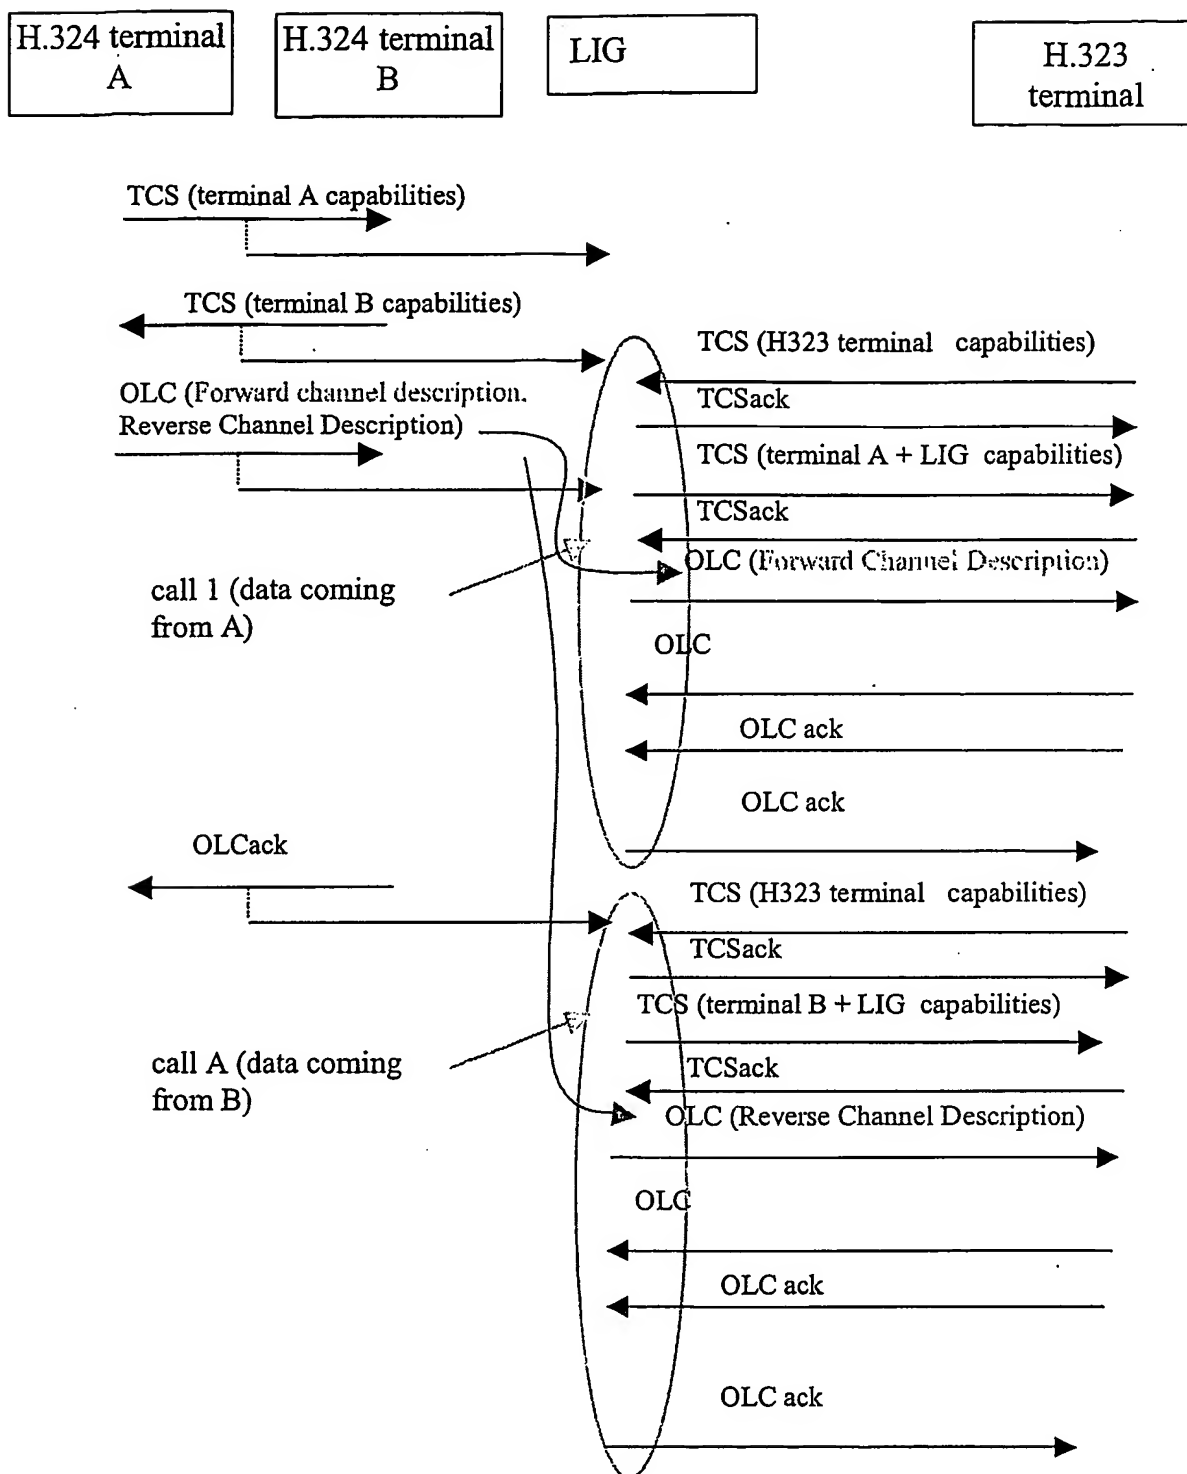 H.324 terminal
A
H.324 terminal
B
LIG
H.323
terminal
TCS (terminal A capabilities)
TCS (terminal B capabilities)
TCS (H323 terminal capabilities)
OLC (Forward channel description.
Reverse Channel Description)
TCSack
TCS (terminal A + LIG capabilities)
TCSack
OLC (Forward Channel Description)
call 1 (data coming
from A)
OLC
OLC ack
OLC ack
OLCack
TCS (H323 terminal capabilities)
TCSack
TCS (terminal B + LIG capabilities)
call A (data coming
from B)
TCSack
OLC (Reverse Channel Description)
OLC
OLC ack
OLC ack